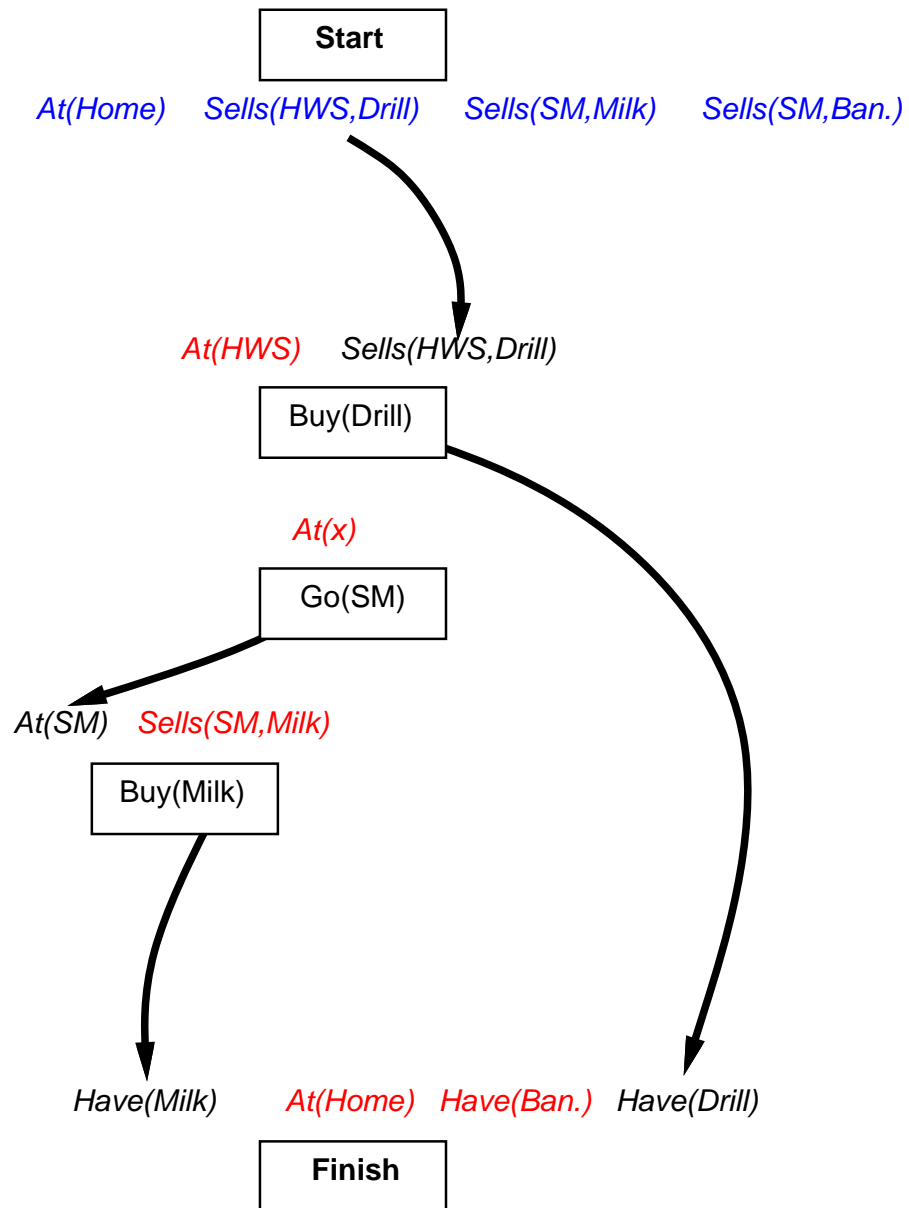 Start
At(Home) Sells(HWS,Drill) Sells(SM,Milk) Sells(SM,Ban.)
At(HWS) Sells(HWS,Drill)
Buy(Drill)
At(x)
Go(SM)
At(SM) Sells(SM,Milk)
Buy(Milk)
Have(Milk) At(Home) Have(Ban.) Have(Drill)
Finish